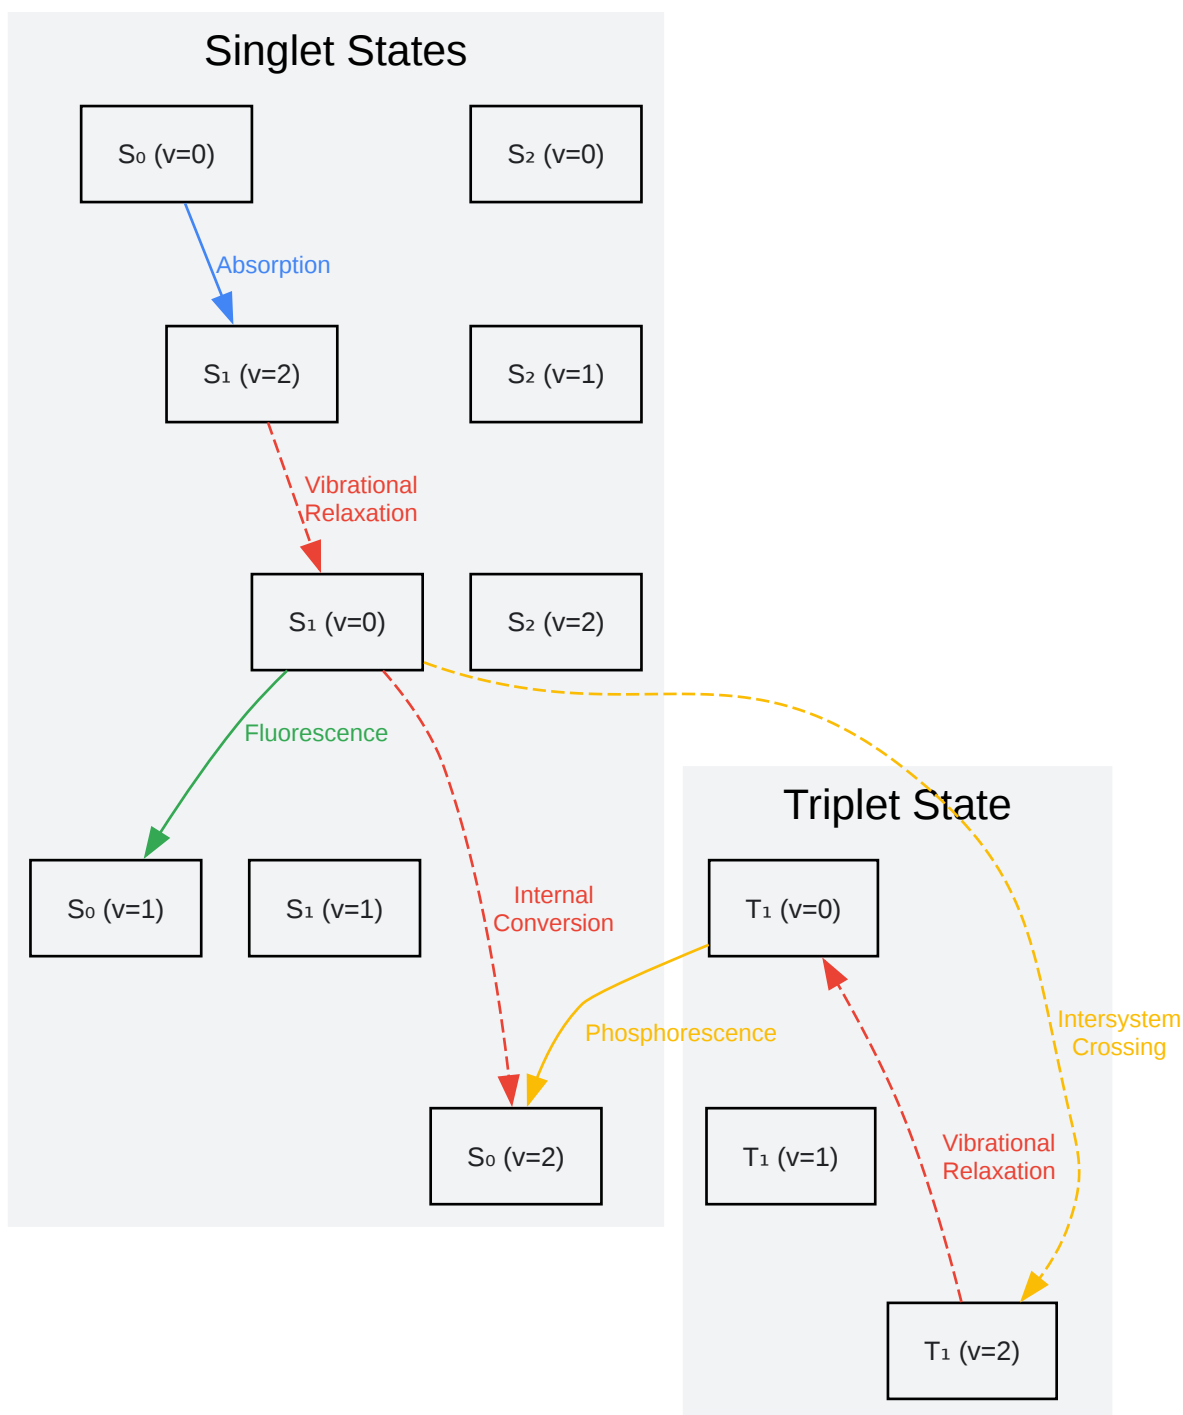 Singlet States
S₀ (v=0)
S₂ (v=0)
Absorption
S₁ (v=2)
S₂ (v=1)
Vibrational
Relaxation
S₁ (v=0)
S₂ (v=2)
Fluorescence
Triplet State
S₀ (v=1)
S₁ (v=1)
Internal
Conversion
T₁ (v=0)
Phosphorescence
Intersystem
Crossing
S₀ (v=2)
T₁ (v=1)
Vibrational
Relaxation
T₁ (v=2)